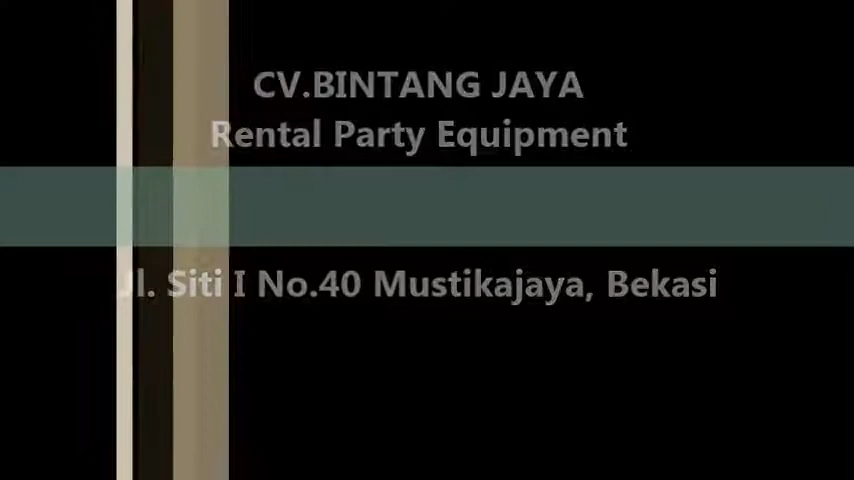 CV.BINTANG JAYA
Rental Party Equipment
Jl. Siti I No.40 Mustikajaya, Bekasi